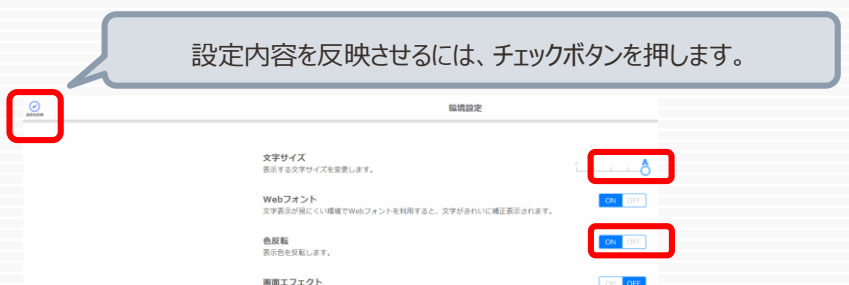 設定内容を反映させるには、チェックボタンを押します。
環境設定
文字サイズ
表示する文字サイズを変更します。
A
Webフォント
文字表示が見にくい環境でWebフォントを利用すると、文字がきれいに補正表示されます。
ON OFF
色反転
表示色を反転します。
ON OFF
画面エフェクト
ON OFF